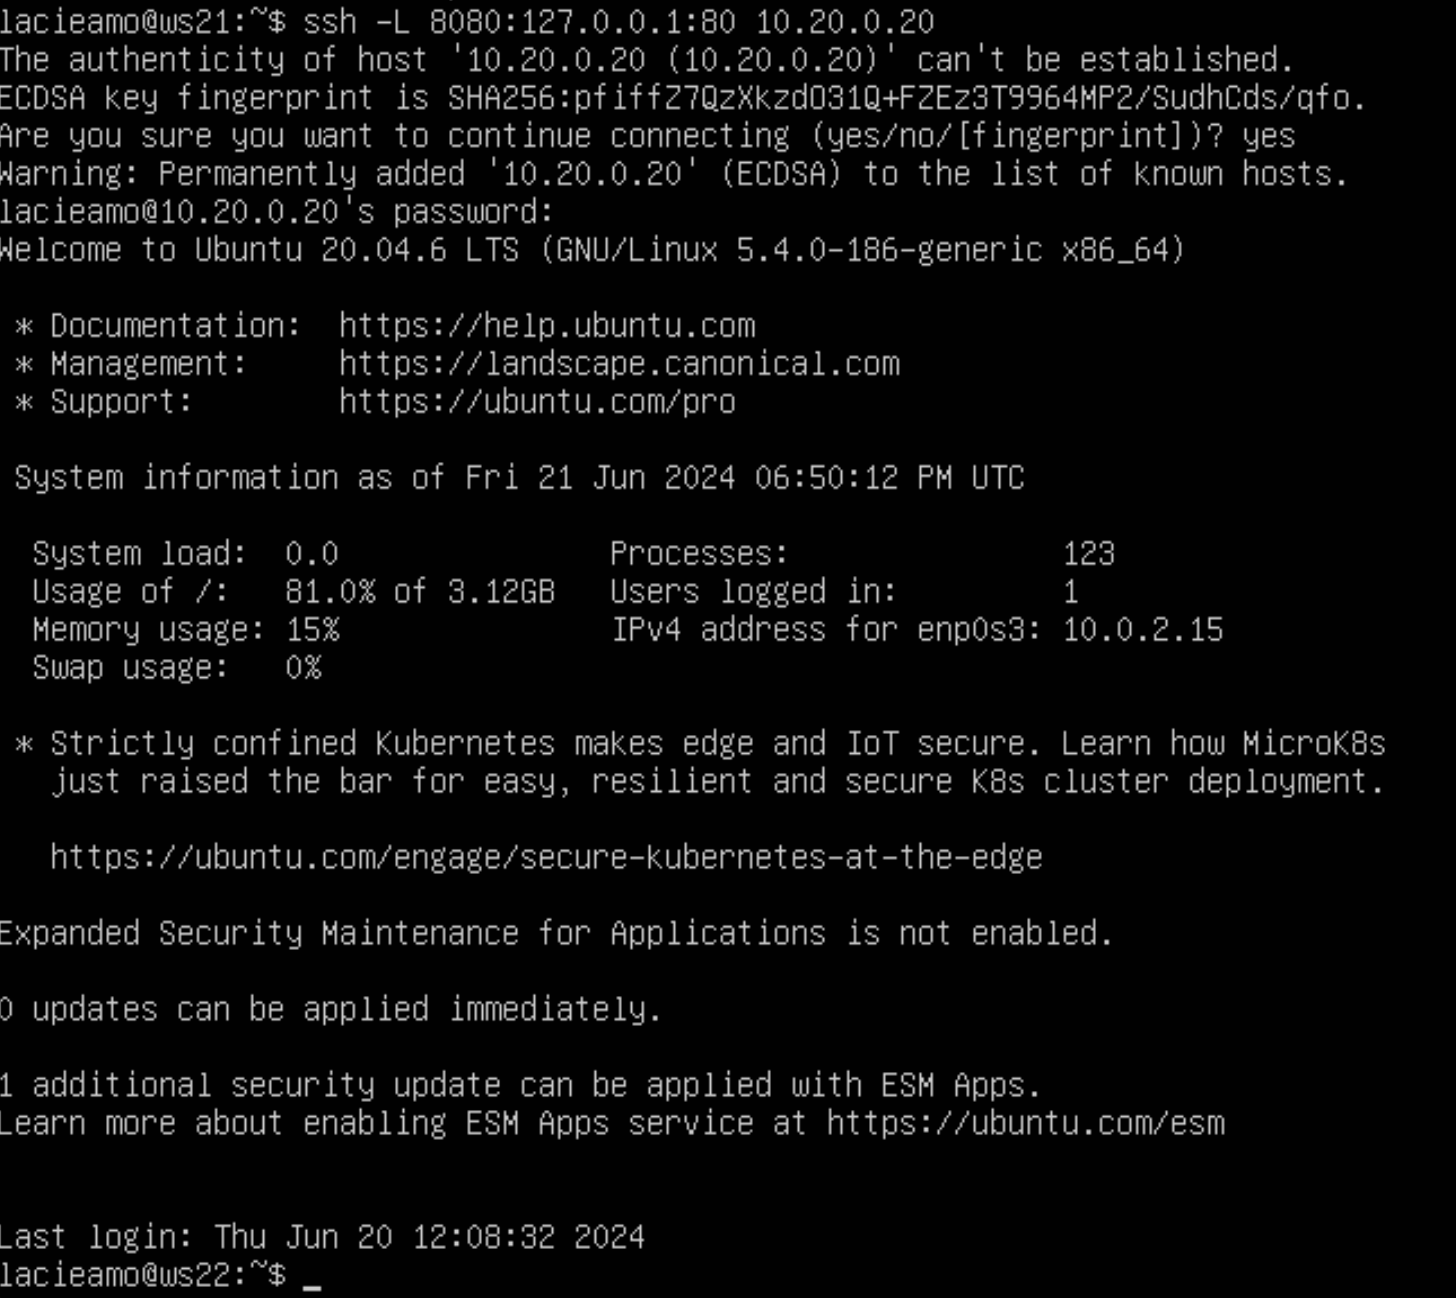 lacieamo@ws21:~$ ssh -L 8080:127.0.0.1:80 10.20.0.20
The authenticity of host '10.20.0.20 (10.20.0.20)' can't be established.
ECDSA key fingerprint is SHA256:pfiffZ7QzXkzdO31Q+FZEz3T9964MP2/SudhCds/qfo.
Are you sure you want to continue connecting (yes/no/[fingerprint])? yes
Warning: Permanently added '10.20.0.20' (ECDSA) to the list of known hosts.
lacieamo@10.20.0.20's password:
Welcome to Ubuntu 20.04.6 LTS (GNU/Linux 5.4.0-186-generic x86_64)
* Documentation:  https://help.ubuntu.com
* Management:     https://landscape.canonical.com
* Support:        https://ubuntu.com/pro
System information as of Fri 21 Jun 2024 06:50:12 PM UTC
System load:  0.0               Processes:               123
Usage of /:   81.0% of 3.12GB   Users logged in:         1
Memory usage: 15%               IPv4 address for enp0s3: 10.0.2.15
Swap usage:   0%
* Strictly confined Kubernetes makes edge and IoT secure. Learn how MicroK8s
just raised the bar for easy, resilient and secure K8s cluster deployment.
https://ubuntu.com/engage/secure-kubernetes-at-the-edge
Expanded Security Maintenance for Applications is not enabled.
0 updates can be applied immediately.
1 additional security update can be applied with ESM Apps.
Learn more about enabling ESM Apps service at https://ubuntu.com/esm
Last login: Thu Jun 20 12:08:32 2024
lacieamo@ws22:~$ _